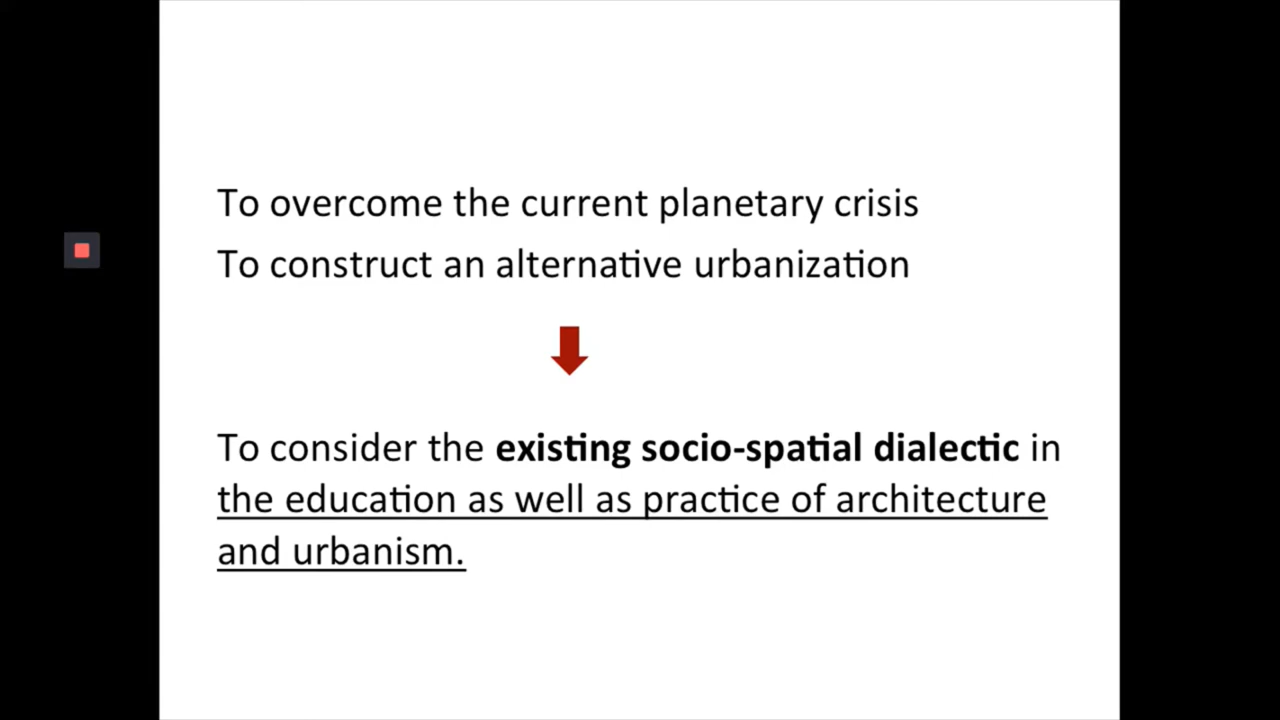 To overcome the current planetary crisis
To construct an alternative urbanization
To consider the existing socio-spatial dialectic in
the education as well as practice of architecture
and urbanism.